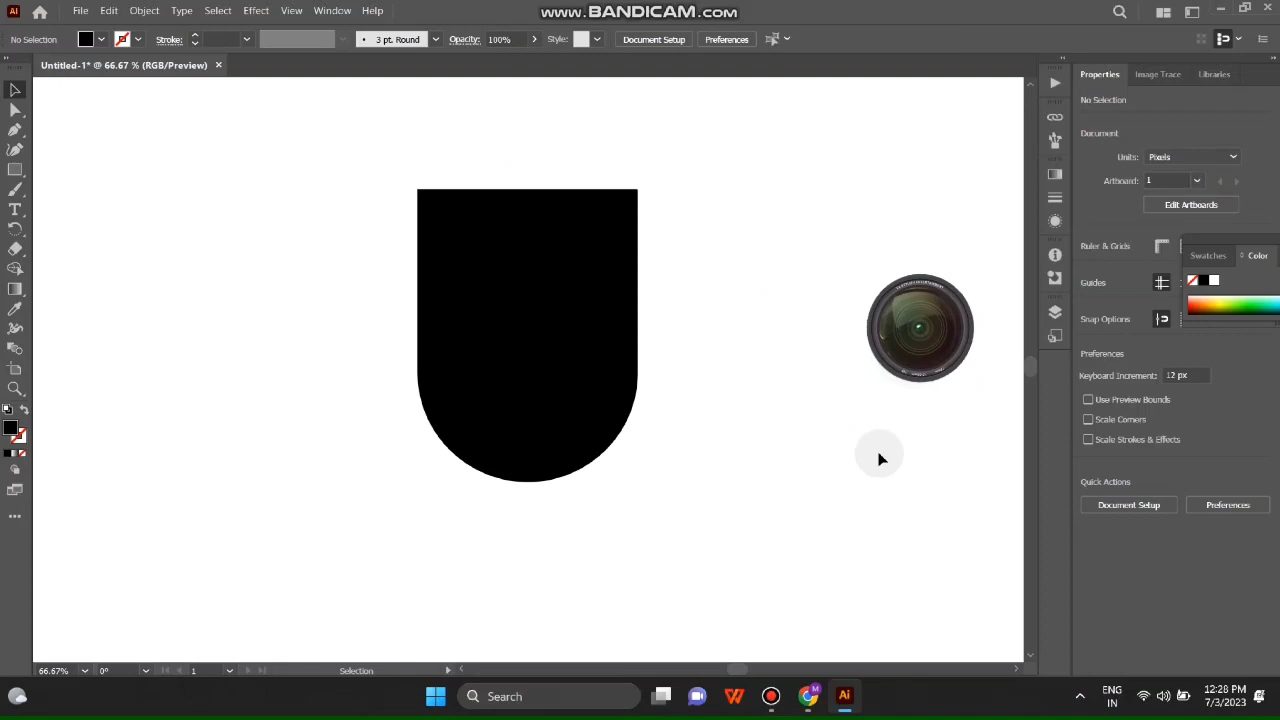 www.BANDICAM.com
Ai File Edit Object Type Select Effect View Window Help
No Selection Stroke: 3 pt. Round Opacity: 100% Style: Document Setup Preferences
Untitled-1* @ 66.67 % (RGB/Preview) ×
Properties Image Trace Libraries
No Selection
Document
Units: Pixels
Artboard: 1
Edit Artboards
Ruler & Grids
Swatches Color
Guides
Snap Options
Preferences
Keyboard Increment: 12 px
Use Preview Bounds
Scale Corners
Scale Strokes & Effects
Quick Actions
Document Setup Preferences
66.67% 0° 1 Selection
Search
M
Ai
ENG
IN
12:28 PM
7/3/2023